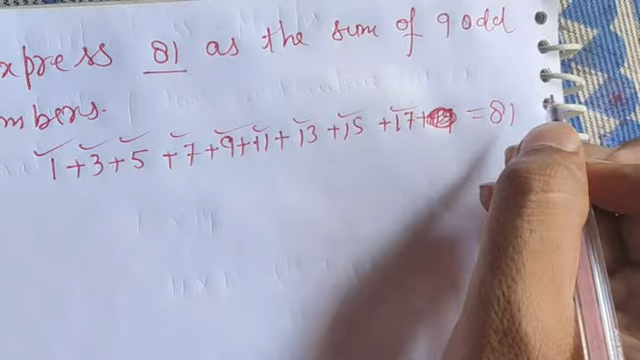 xpress 81 as the sum of 9 odd
mbers.
1+3+5+7+9+11+13+15+17+ =81